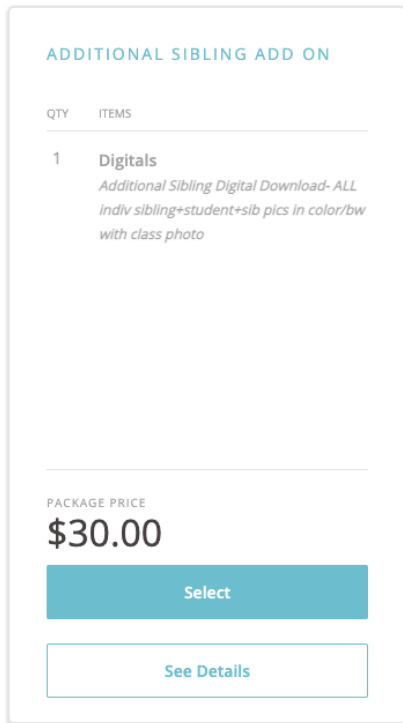 ADDITIONAL SIBLING ADD ON
QTY ITEMS
1 Digitals
Additional Sibling Digital Download- ALL
indiv sibling+student+sib pics in color/bw
with class photo
PACKAGE PRICE
$30.00
Select
See Details